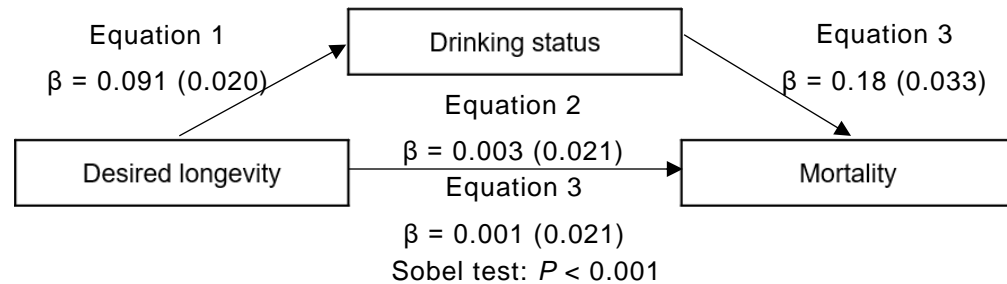 Equation 1
β = 0.091 (0.020)
Drinking status
Equation 3
β = 0.18 (0.033)
Desired longevity
Equation 2
β = 0.003 (0.021)
Equation 3
β = 0.001 (0.021)
Sobel test: P < 0.001
Mortality